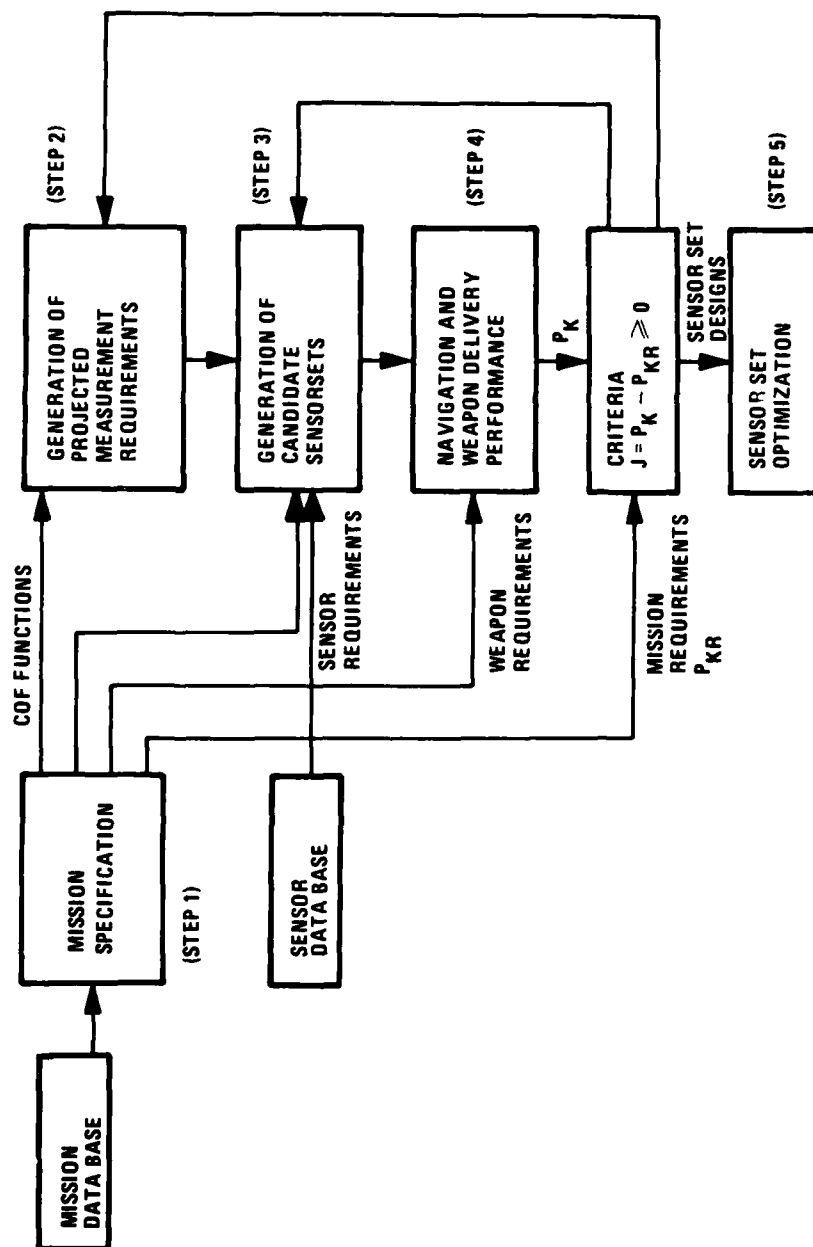 MISSION
DATA BASE
MISSION
SPECIFICATION
(STEP 1)
SENSOR
DATA BASE
COF FUNCTIONS
SENSOR
REQUIREMENTS
WEAPON
REQUIREMENTS
MISSION
REQUIREMENTS
PKR
GENERATION OF
PROJECTED
MEASUREMENT
REQUIREMENTS
(STEP 2)
GENERATION OF
CANDIDATE
SENSORSETS
(STEP 3)
NAVIGATION AND
WEAPON DELIVERY
PERFORMANCE
(STEP 4)
PK
CRITERIA
J = PK - PKR ⩾ 0
SENSOR SET
DESIGNS
SENSOR SET
OPTIMIZATION
(STEP 5)